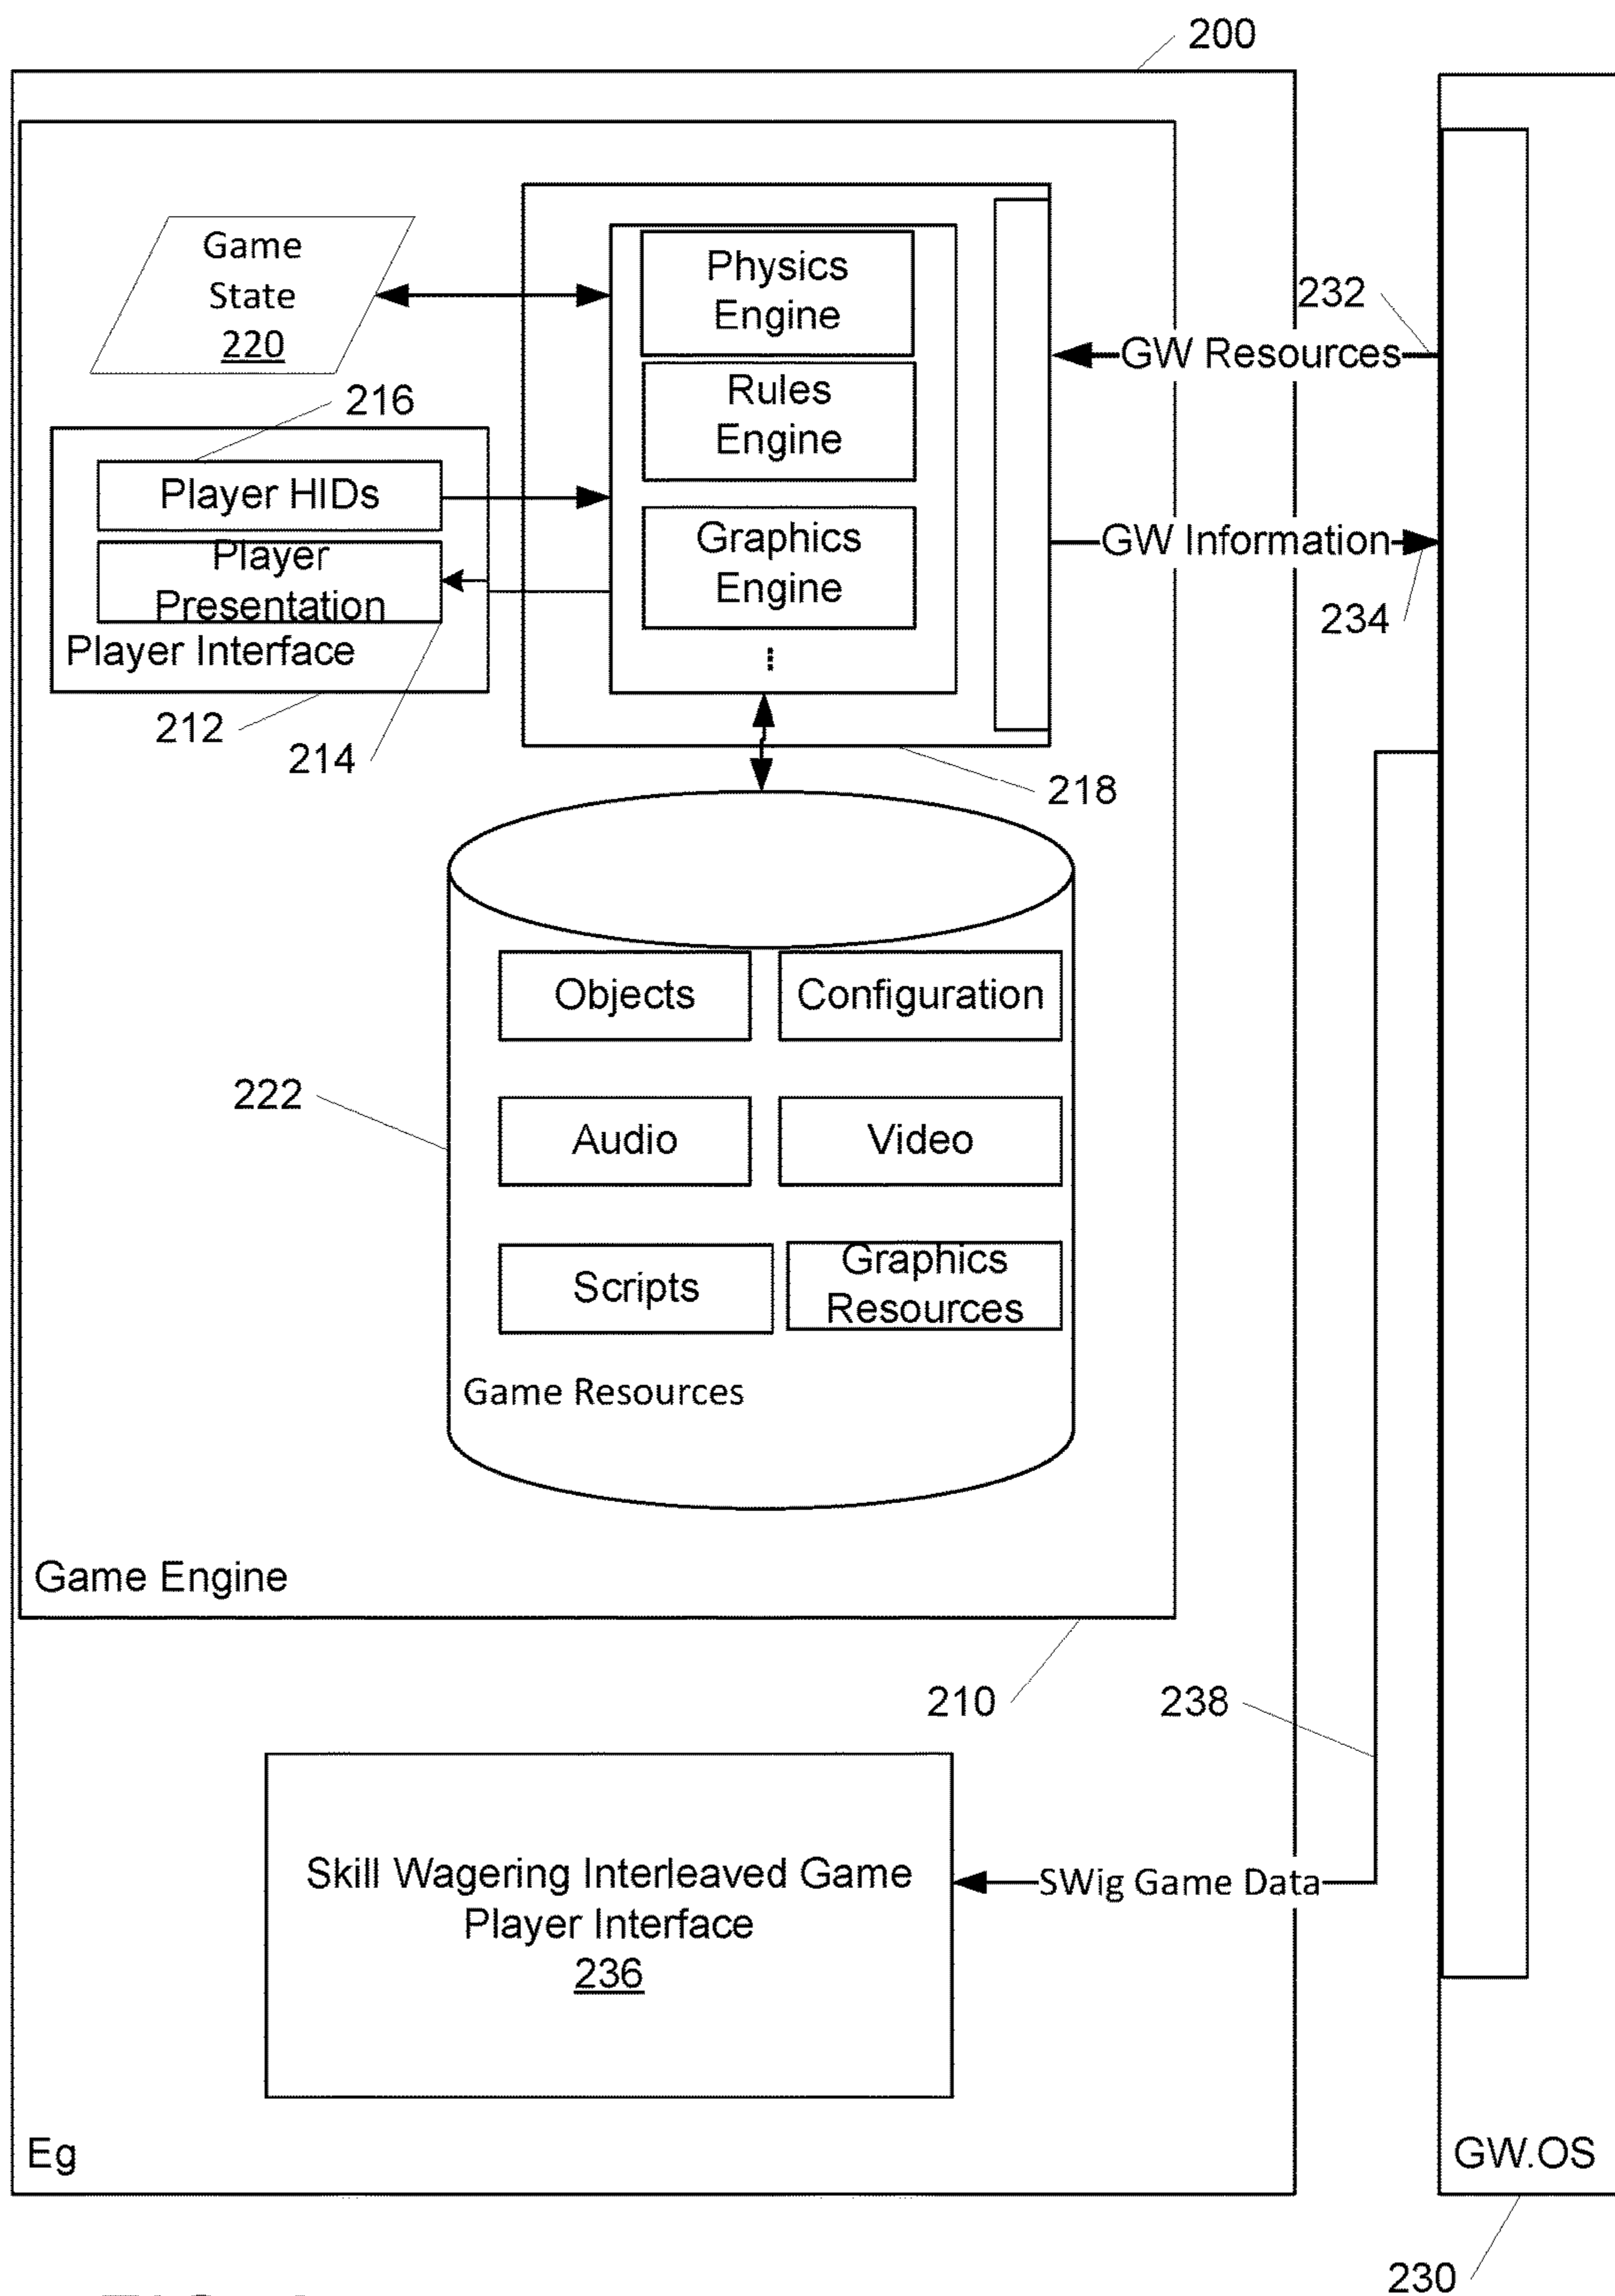 200
Game
State
220
Physics
Engine
232
GW Resources
216
Rules
Engine
Player HIDs
Graphics
Engine
GW Information
Player
Presentation
234
Player Interface
...
212
214
218
Objects
Configuration
222
Audio
Video
Scripts
Graphics
Resources
Game Resources
Game Engine
210
238
Skill Wagering Interleaved Game
Player Interface
236
SWig Game Data
Eg
GW.OS
230